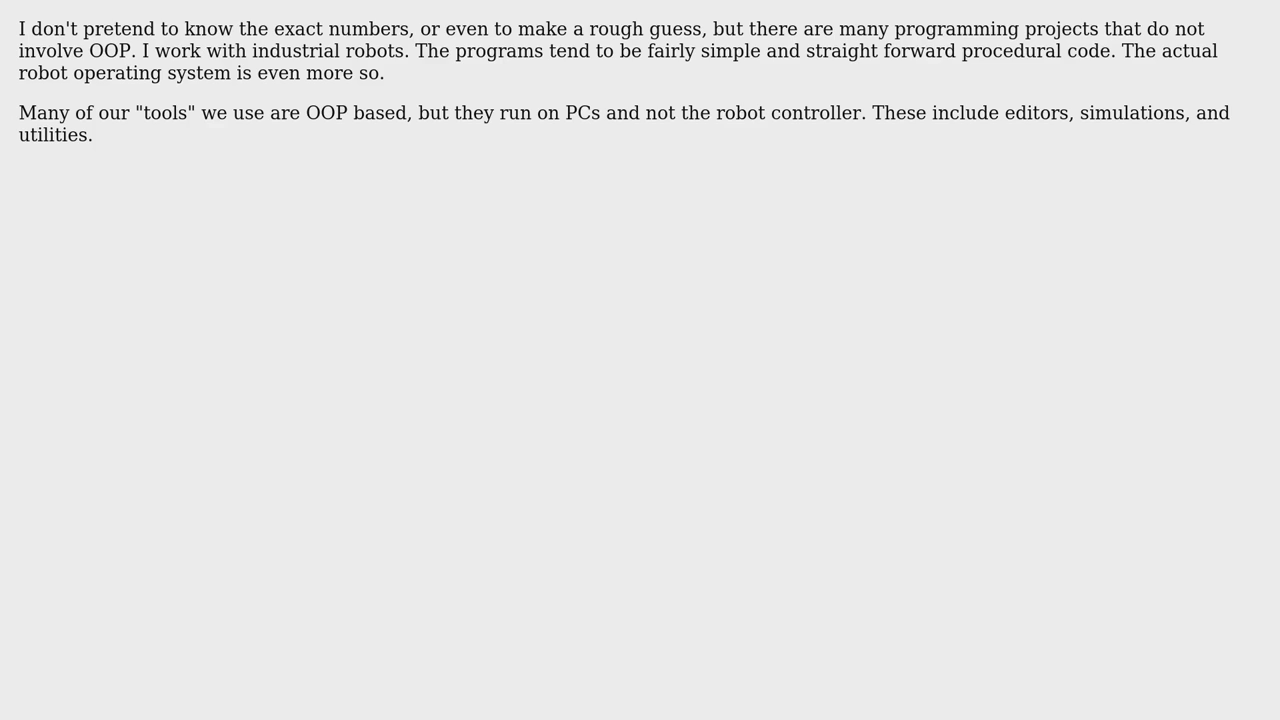 I don't pretend to know the exact numbers, or even to make a rough guess, but there are many programming projects that do not
involve OOP. I work with industrial robots. The programs tend to be fairly simple and straight forward procedural code. The actual
robot operating system is even more so.
Many of our "tools" we use are OOP based, but they run on PCs and not the robot controller. These include editors, simulations, and
utilities.